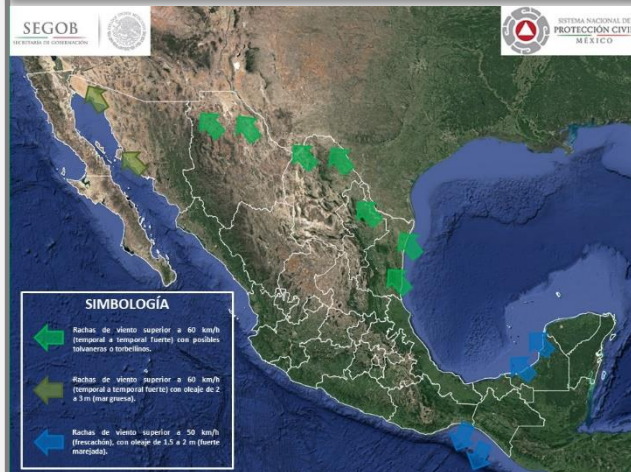 SEGOB
SECRETARÍA DE GOBERNACIÓN
SISTEMA NACIONAL DE
PROTECCIÓN CIVIL
MÉXICO
SIMBOLOGÍA
Rachas de viento superior a 60 km/h
(temporal a temporal fuerte) con posibles
tolvaneras o torbellinos.
Rachas de viento superior a 60 km/h
(temporal a temporal fuerte) con oleaje de 2
a 3 m (mar gruesa).
Rachas de viento superior a 50 km/h
(frescachón), con oleaje de 1.5 a 2 m (fuerte
marejada).